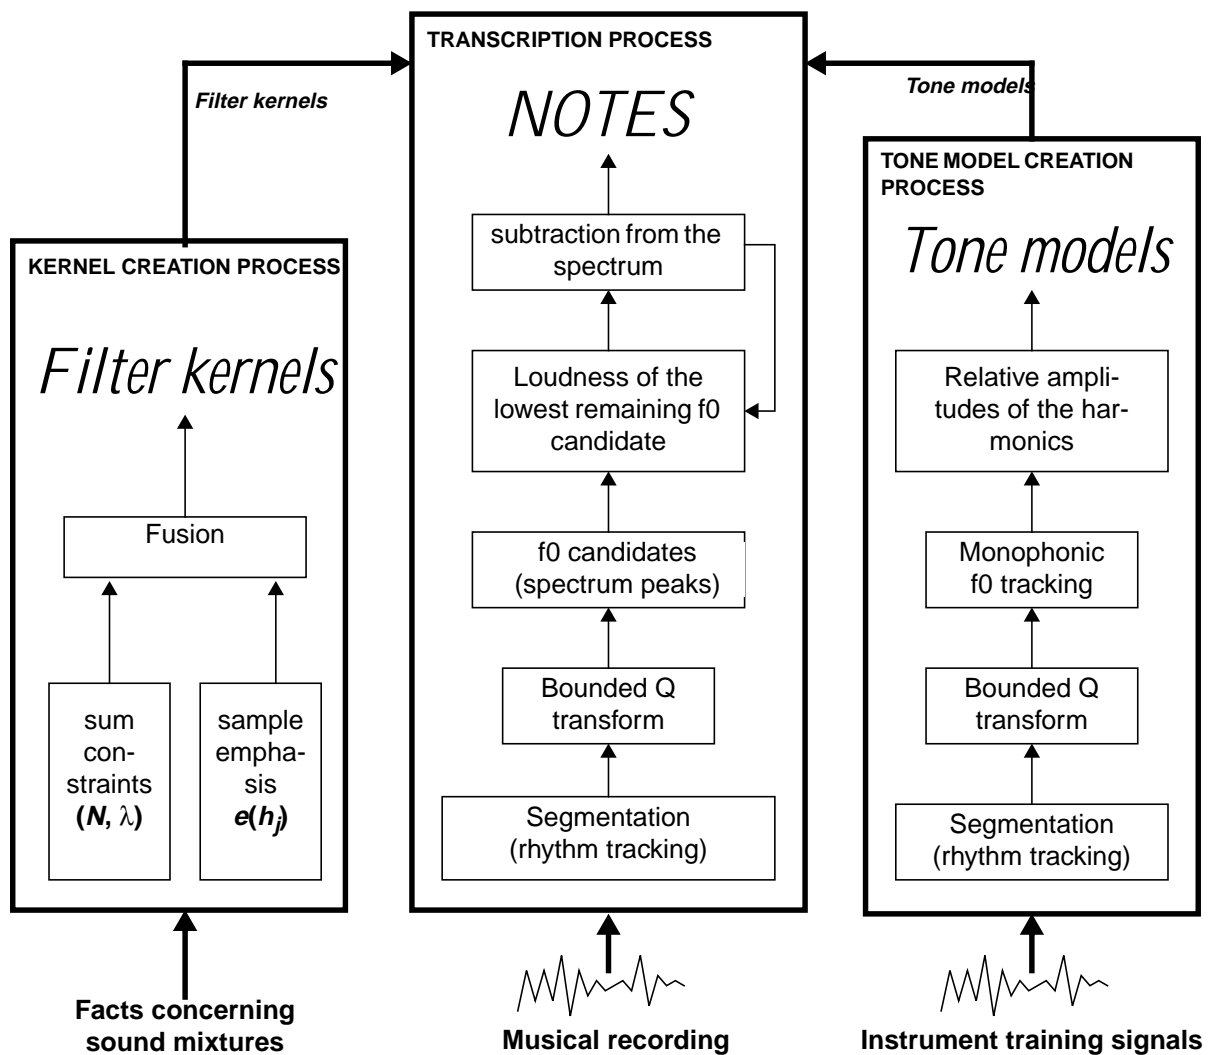 TRANSCRIPTION PROCESS
Filter kernels
Tone models
NOTES
TONE MODEL CREATION
PROCESS
subtraction from the
spectrum
Tone models
KERNEL CREATION PROCESS
Filter kernels
Loudness of the
lowest remaining f0
candidate
Relative ampli-
tudes of the har-
monics
Fusion
f0 candidates
(spectrum peaks)
Monophonic
f0 tracking
sum
con-
straints
(N, λ)
sample
empha-
sis
e(hj)
Bounded Q
transform
Bounded Q
transform
Segmentation
(rhythm tracking)
Segmentation
(rhythm tracking)
Facts concerning
sound mixtures
Musical recording
Instrument training signals